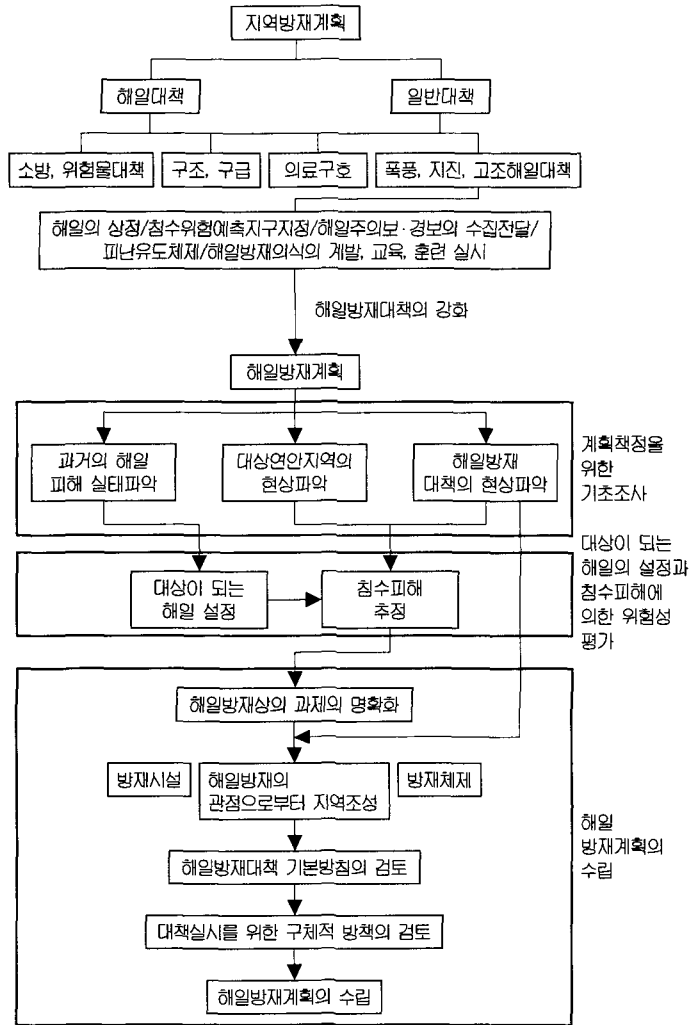 지역방재계획
해일대책
일반대책
소방, 위험물대책
구조, 구급
의료구호
폭풍, 지진, 고조해일대책
해일의 상정/침수위험예측지구지정/해일주의보·경보의 수집전달/
피난유도체제/해일방재의식의 계발, 교육, 훈련 실시
해일방재대책의 강화
해일방재계획
과거의 해일
피해 실태파악
대상연안지역의
현상파악
해일방재
대책의 현상파악
계획책정을
위한
기초조사
대상이 되는
해일 설정
침수피해
추정
대상이 되는
해일의 설정과
침수피해에
의한 위험성
평가
해일방재상의 과제의 명확화
방재시설
해일방재의
관점으로부터 지역조성
방재체제
해일방재대책 기본방침의 검토
대책실시를 위한 구체적 방책의 검토
해일방재계획의 수립
해일
방재계획의
수립